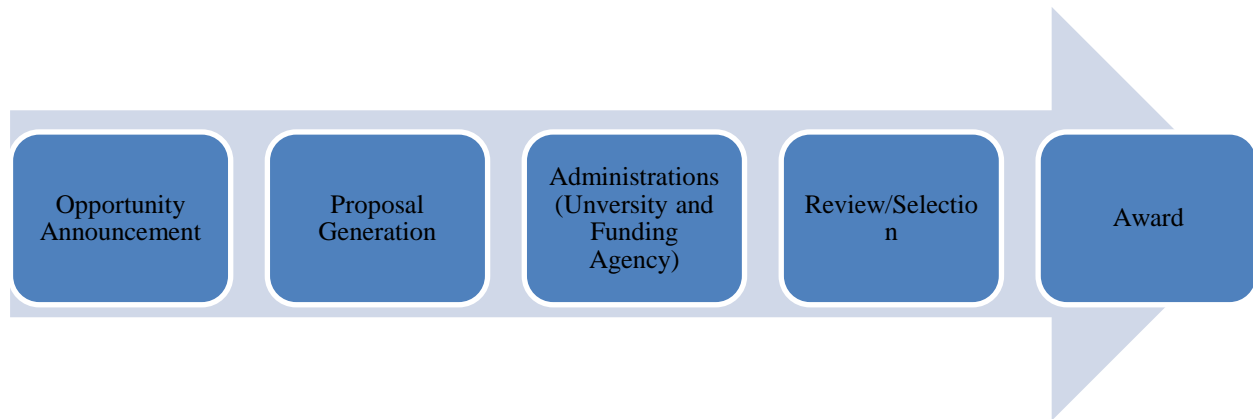 Opportunity
Announcement
Proposal
Generation
Administrations
(Unversity and
Funding
Agency)
Review/Selectio
n
Award